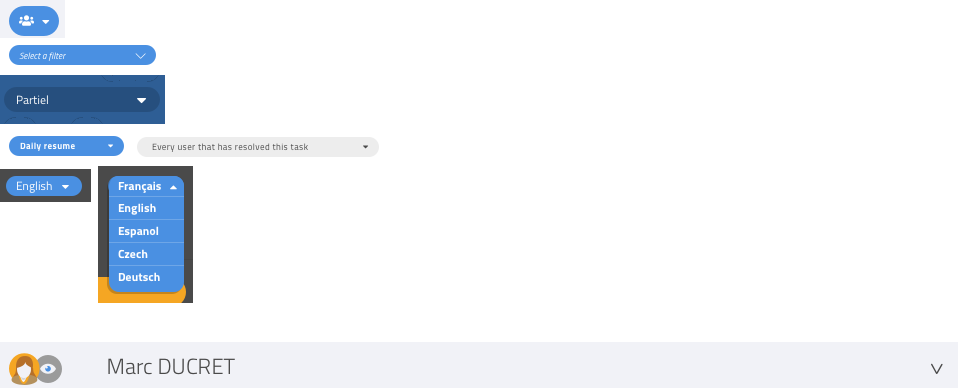 Select a filter
Partiel
Daily resume
Every user that has resolved this task
English
Français
English
Espanol
Czech
Deutsch
Marc DUCRET